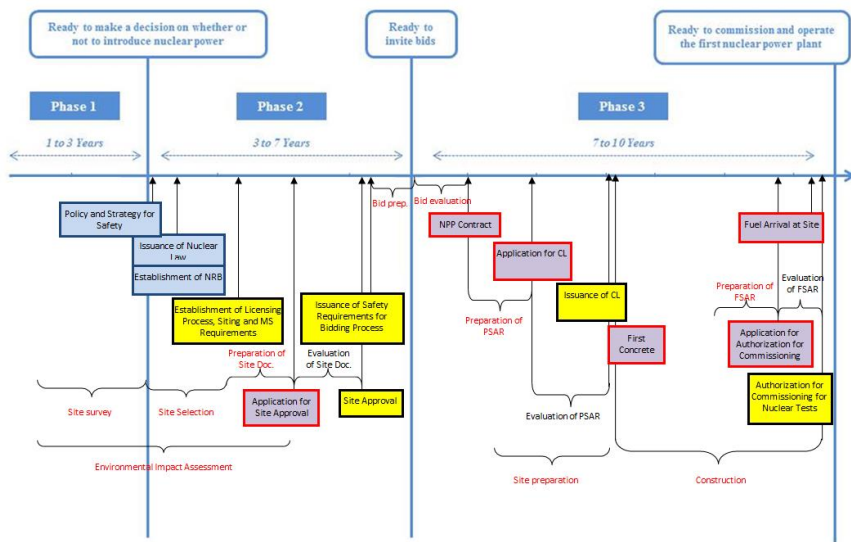 Ready to make a decision on whether or
not to introduce nuclear power
Ready to
invite bids
Ready to commission and operate
the first nuclear power plant
Phase 1
Phase 2
Phase 3
1 to 3 Years
3 to 7 Years
7 to 10 Years
Bid prep.
Bid evaluation
Policy and Strategy for
Safety
Issuance of Nuclear
Law
Establishment of NRB
Establishment of Licensing
Process, Siting and MS
Requirements
Issuance of Safety
Requirements for
Bidding Process
NPP Contract
Application for CL
Issuance of CL
First
Concrete
Fuel Arrival at Site
Preparation of
FSAR
Evaluation
of FSAR
Application for
Authorization for
Commissioning
Authorization for
Commissioning for
Nuclear Tests
Preparation of
PSAR
Evaluation of PSAR
Preparation of
Site Doc.
Evaluation
of Site Doc.
Application for
Site Approval
Site Approval
Site survey
Site Selection
Environmental Impact Assessment
Site preparation
Construction